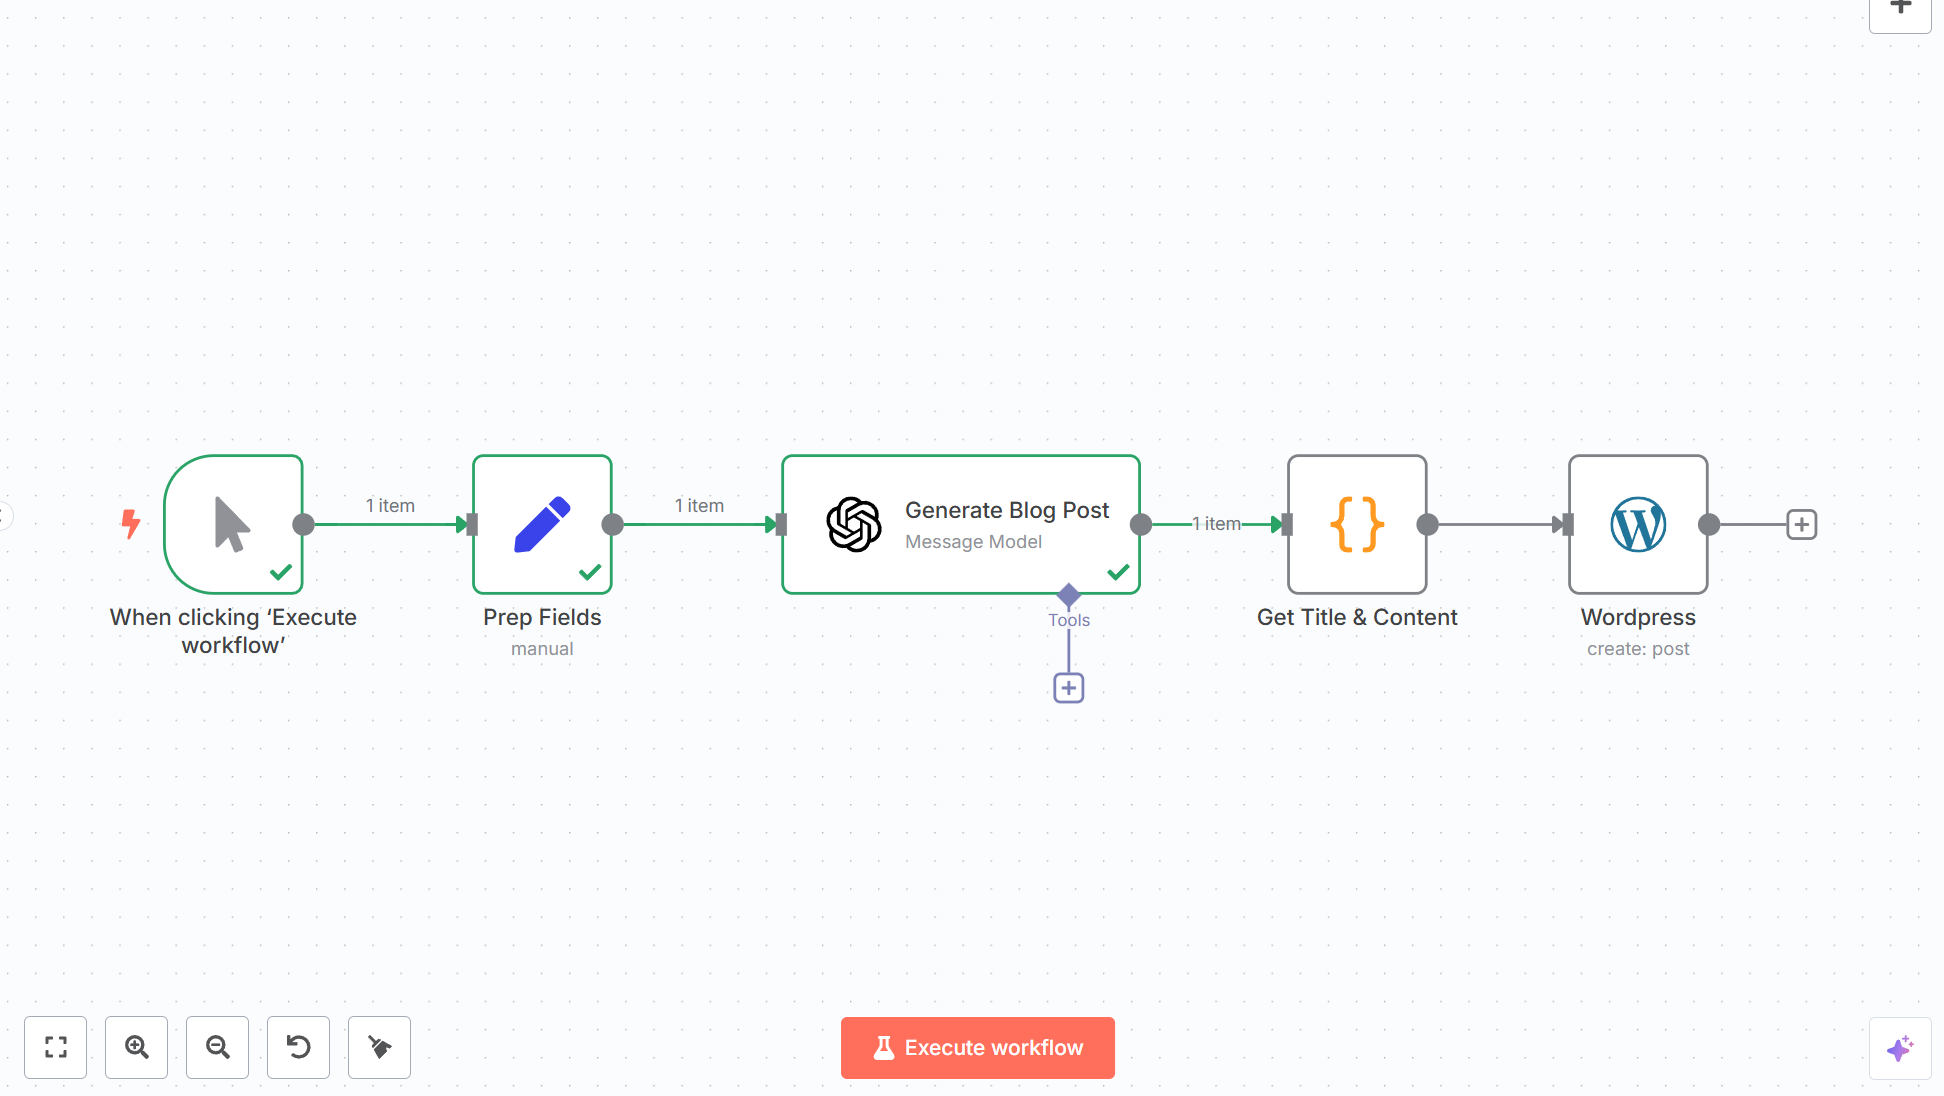 1 item
1 item
Generate Blog Post
Message Model
1 item
Tools
When clicking ‘Execute
workflow’
Prep Fields
manual
Get Title & Content
Wordpress
create: post
Execute workflow